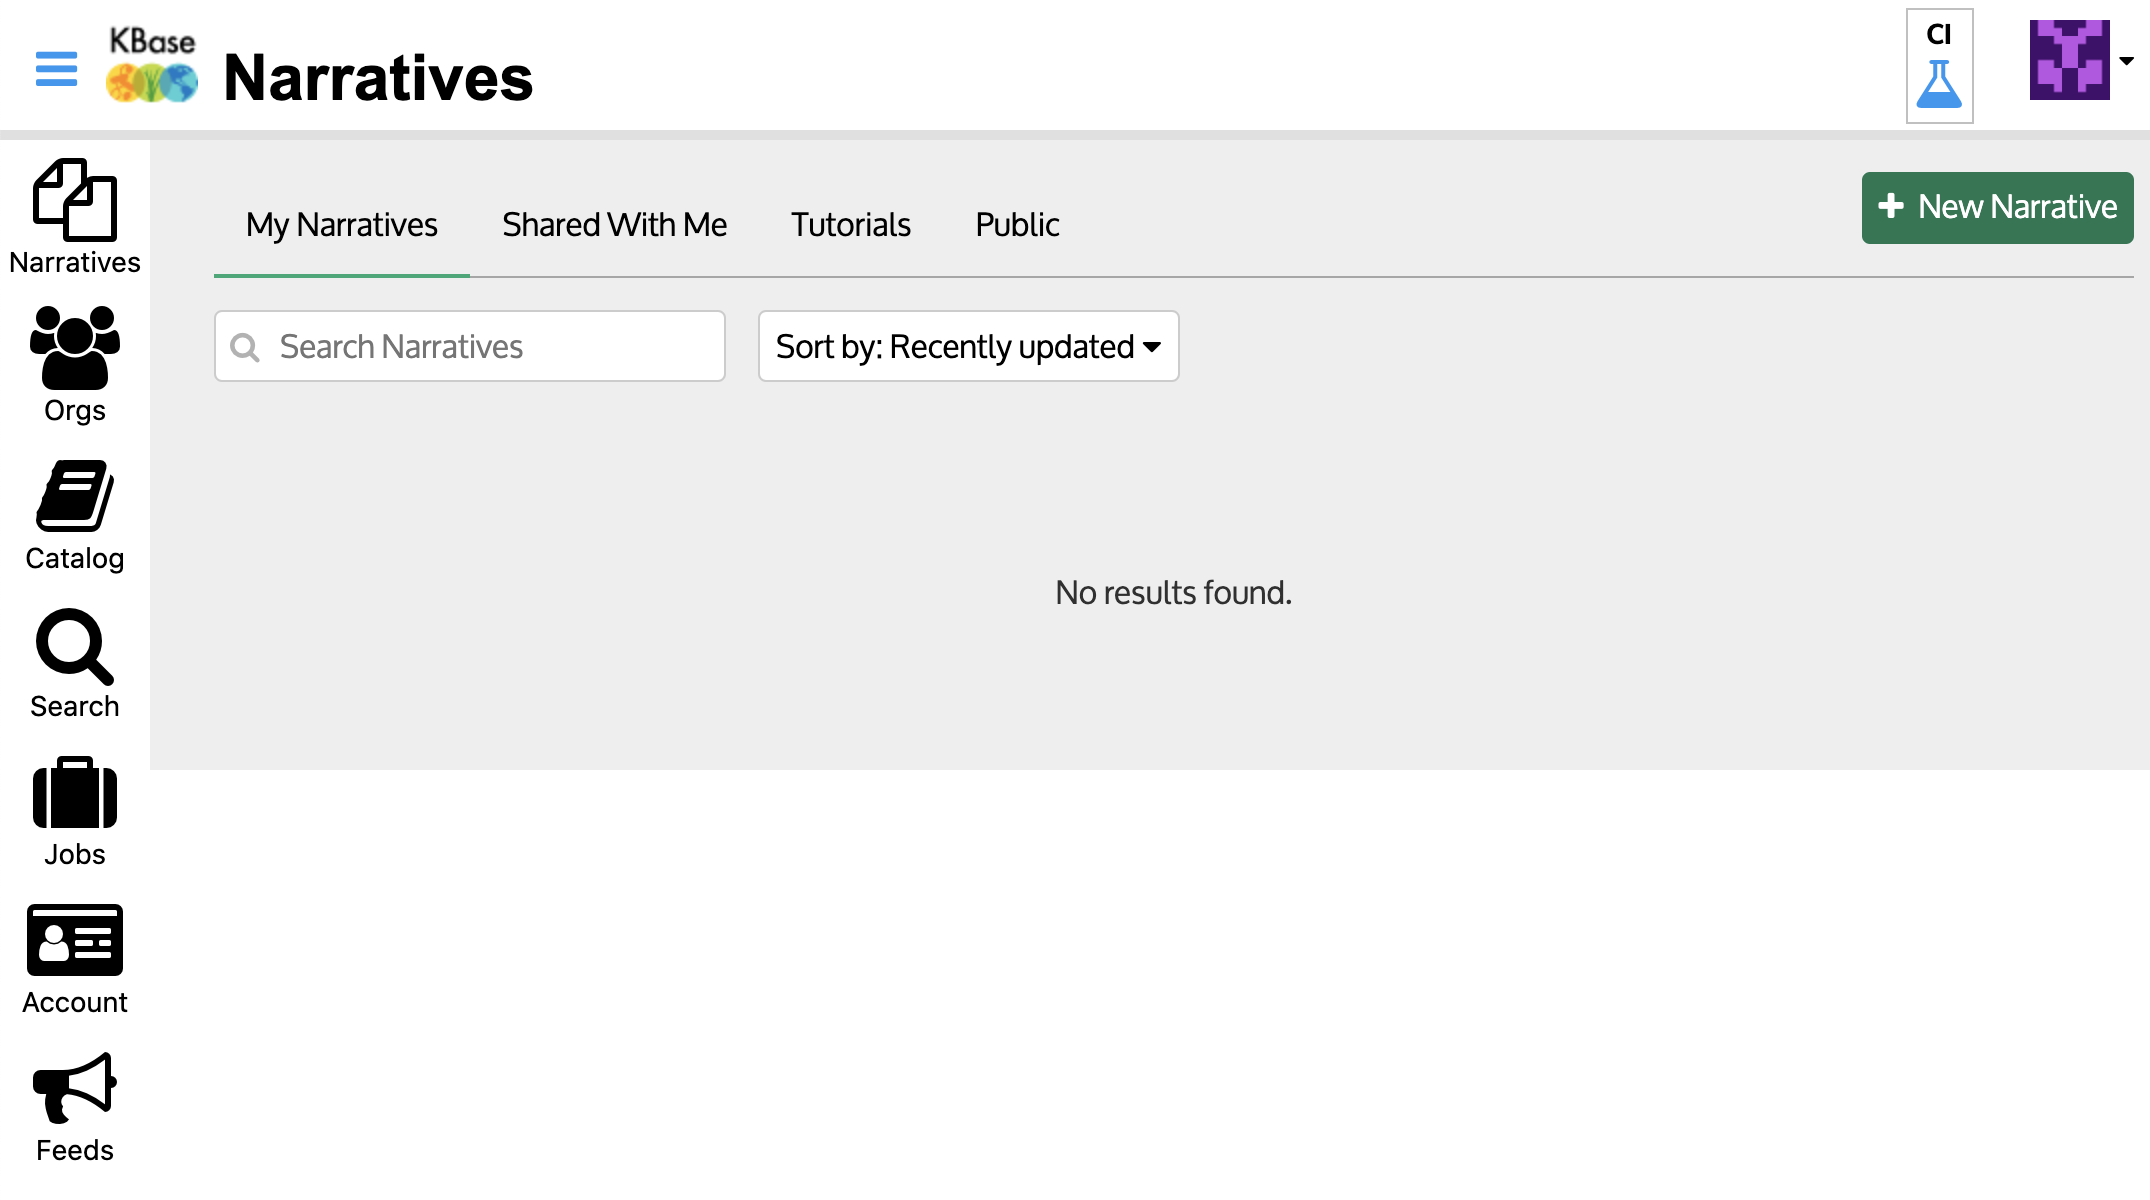 KBase
Narratives
CI
Narratives
Orgs
Catalog
Search
Jobs
Account
Feeds
My Narratives
Shared With Me
Tutorials
Public
New Narrative
Search Narratives
Sort by: Recently updated
No results found.